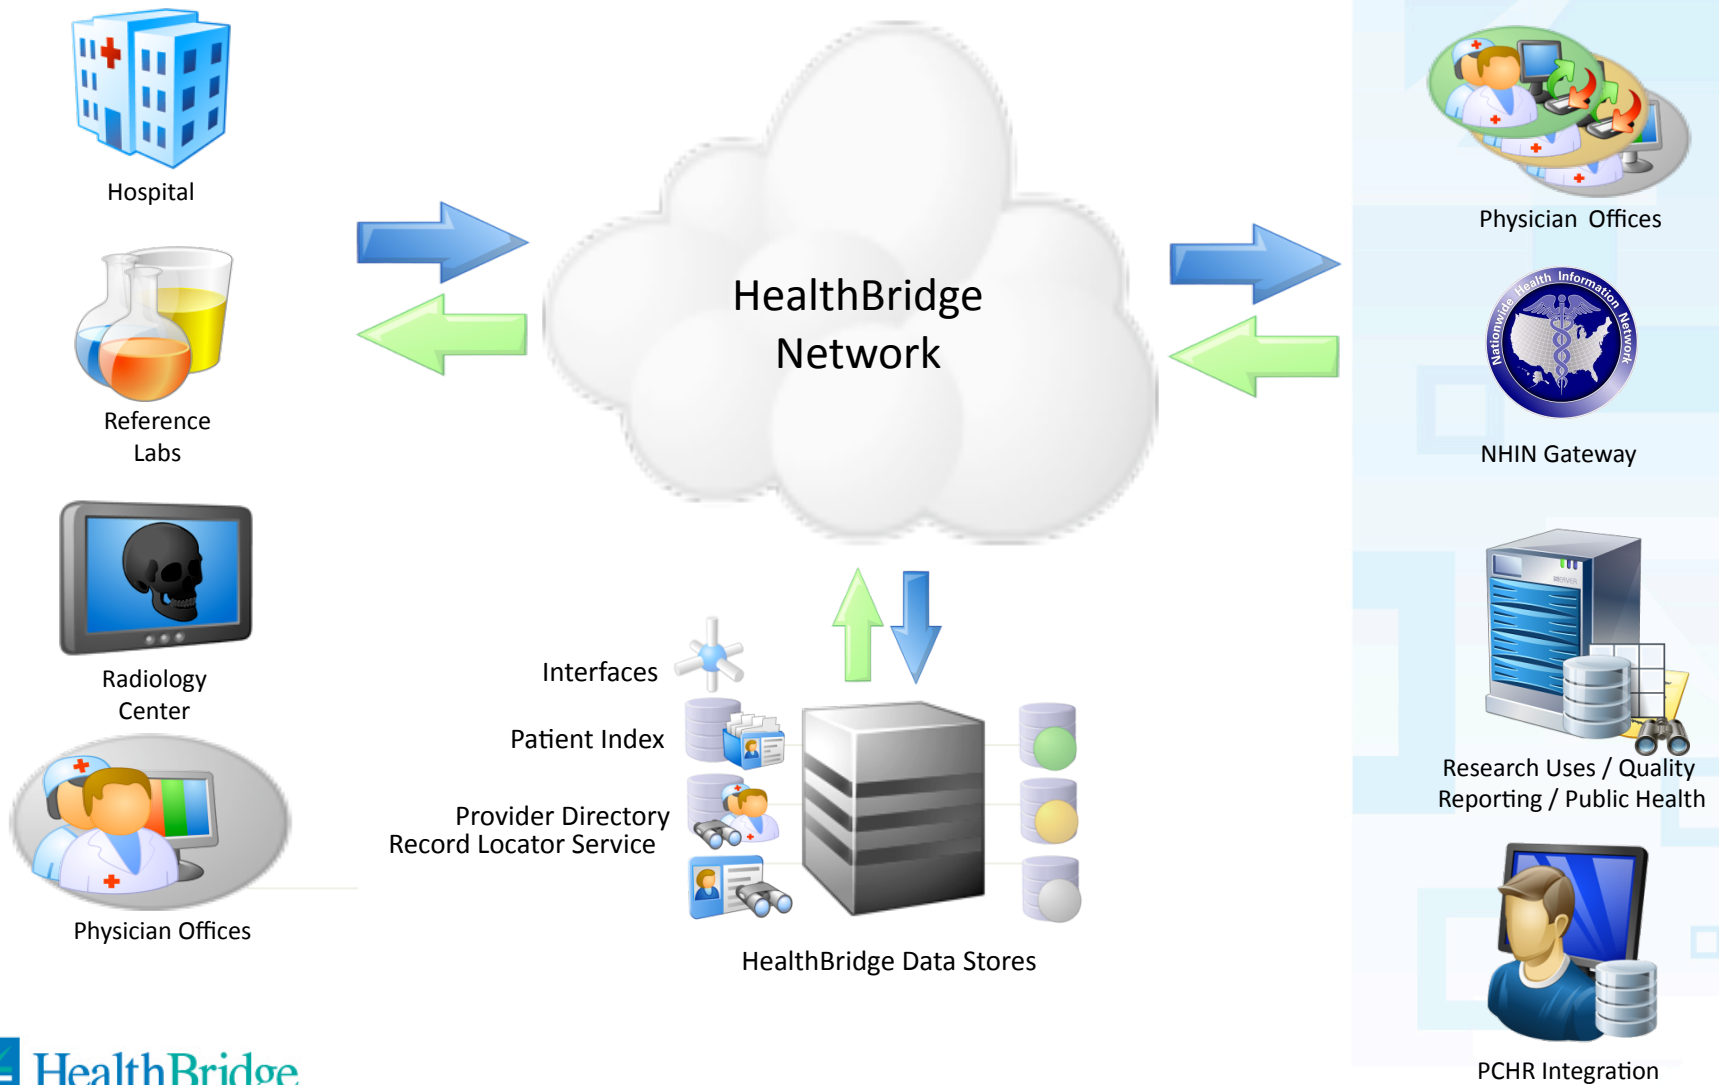 Hospital
Reference
Labs
Radiology
Center
Physician Offices
HealthBridge
Network
Interfaces
Patient Index
Provider Directory
Record Locator Service
HealthBridge Data Stores
Physician Offices
Nationwide Health Information Network
NHIN Gateway
SERVER
Research Uses / Quality
Reporting / Public Health
PCHR Integration
HealthBridge